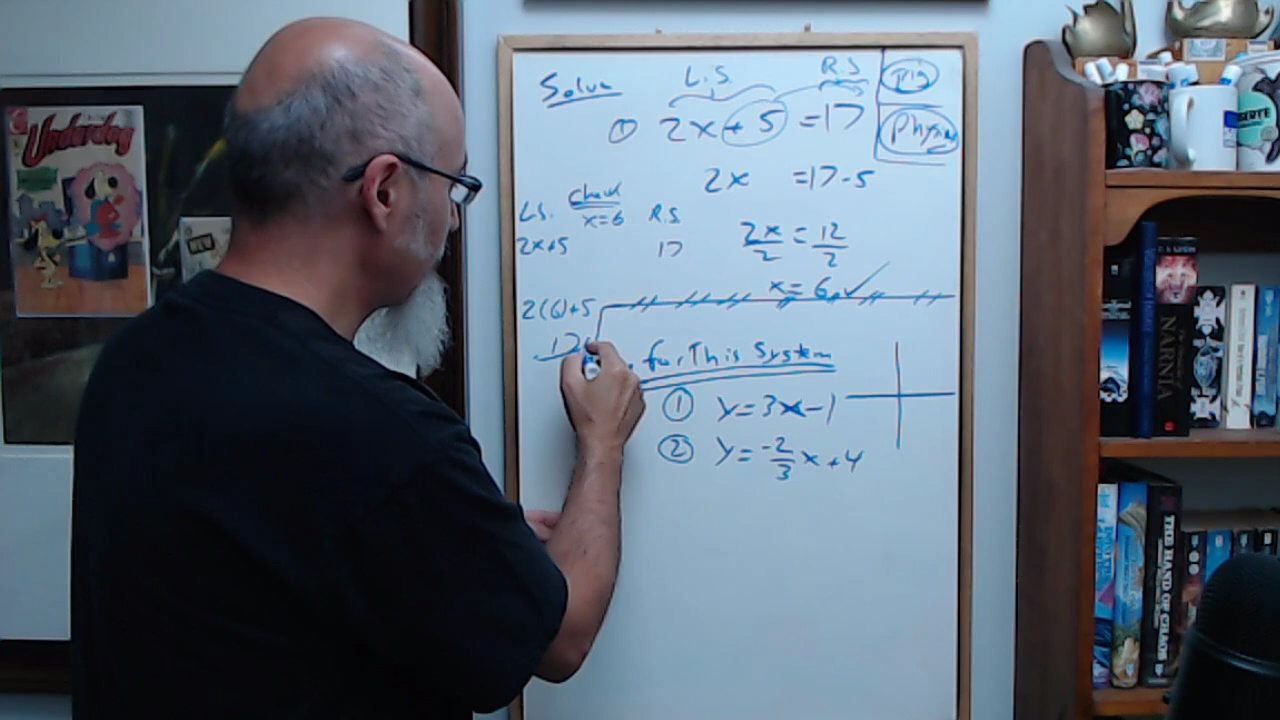 Underdog
Solve
L.S.
R.S
Trig
① 2x + 5 = 17
Physics
2x = 17 - 5
Check
x = 6
L.S.
R.S
2x + 5
17
2x/2 = 12/2
x = 6 ✓
2(6) + 5
17
for This System
① y = 3x - 1
② y = -2/3 x + 4
NARNIA
THE HAND OF CHAOS